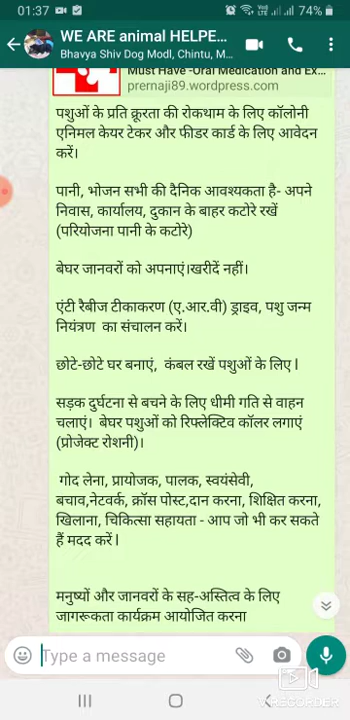 01:37
74%
WE ARE animal HELPE...
Bhavya Shiv Dog Modl, Chintu, M...
Must Have -Oral Medication and Ex...
prernaji89.wordpress.com
पशुओं के प्रति क्रूरता की रोकथाम के लिए कॉलोनी
एनिमल केयर टेकर और फीडर कार्ड के लिए आवेदन
करें।
पानी, भोजन सभी की दैनिक आवश्यकता है- अपने
निवास, कार्यालय, दुकान के बाहर कटोरे रखें
(परियोजना पानी के कटोरे)
बेघर जानवरों को अपनाएं।खरीदें नहीं।
एंटी रैबीज टीकाकरण (ए.आर.वी) ड्राइव, पशु जन्म
नियंत्रण का संचालन करें।
छोटे-छोटे घर बनाएं, कंबल रखें पशुओं के लिए l
सड़क दुर्घटना से बचने के लिए धीमी गति से वाहन
चलाएं। बेघर पशुओं को रिफ्लेक्टिव कॉलर लगाएं
(प्रोजेक्ट रोशनी)।
गोद लेना, प्रायोजक, पालक, स्वयंसेवी,
बचाव,नेटवर्क, क्रॉस पोस्ट,दान करना, शिक्षित करना,
खिलाना, चिकित्सा सहायता - आप जो भी कर सकते
हैं मदद करें l
मनुष्यों और जानवरों के सह-अस्तित्व के लिए
जागरूकता कार्यक्रम आयोजित करना
Type a message
VIRECORDER